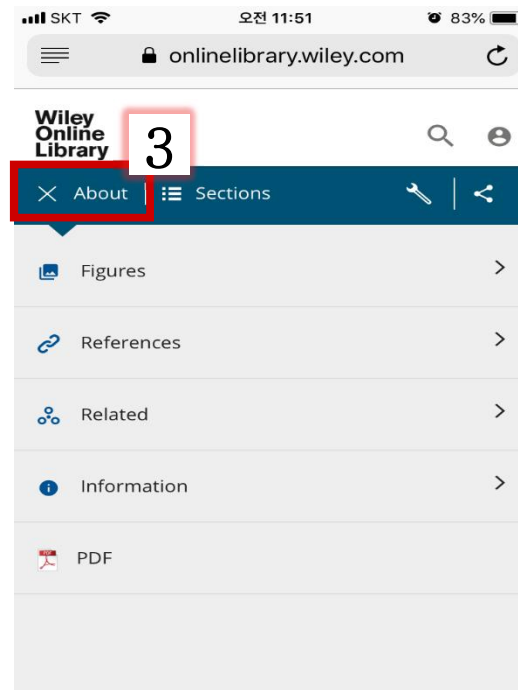 SKT 오전 11:51 83%
onlinelibrary.wiley.com
Wiley
Online
Library
3
About Sections
Figures
References
Related
Information
PDF